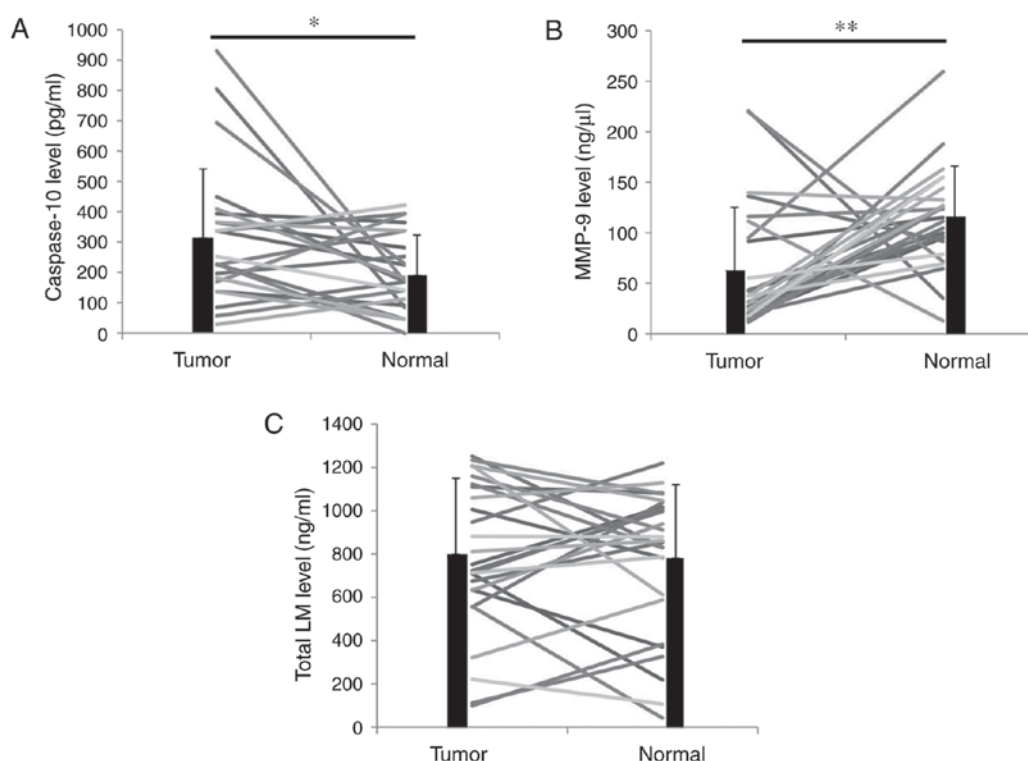 A
*
Caspase-10 level (pg/ml)
1000
900
800
700
600
500
400
300
200
100
0
Tumor
Normal
B
**
MMP-9 level (ng/μl)
300
250
200
150
100
50
0
Tumor
Normal
C
Total LM level (ng/ml)
1400
1200
1000
800
600
400
200
0
Tumor
Normal